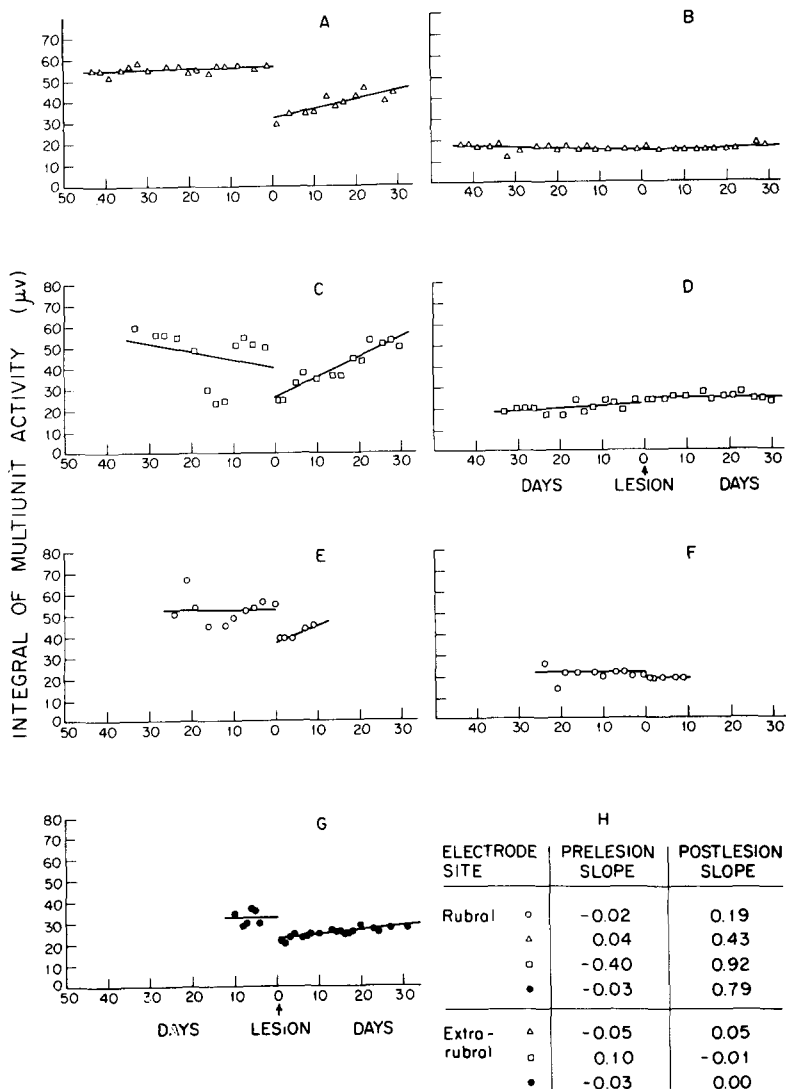 A
B
70
60
50
40
30
20
10
0
50 40 30 20 10 0 10 20 30
40 30 20 10 0 10 20 30
INTEGRAL OF MULTIUNIT ACTIVITY (μv)
C
D
80
70
60
50
40
30
20
10
0
50 40 30 20 10 0 10 20 30
40 30 20 10 0 10 20 30
DAYS LESION DAYS
E
F
80
70
60
50
40
30
20
10
0
50 40 30 20 10 0 10 20 30
40 30 20 10 0 10 20 30
G
80
70
60
50
40
30
20
10
0
50 40 30 20 10 0 10 20 30
DAYS LESION DAYS
H
ELECTRODE PRELESION POSTLESION
SITE SLOPE SLOPE
Rubral ○ -0.02 0.19
△ 0.04 0.43
□ -0.40 0.92
● -0.03 0.79
Extra- △ -0.05 0.05
rubral □ 0.10 -0.01
● -0.03 0.00